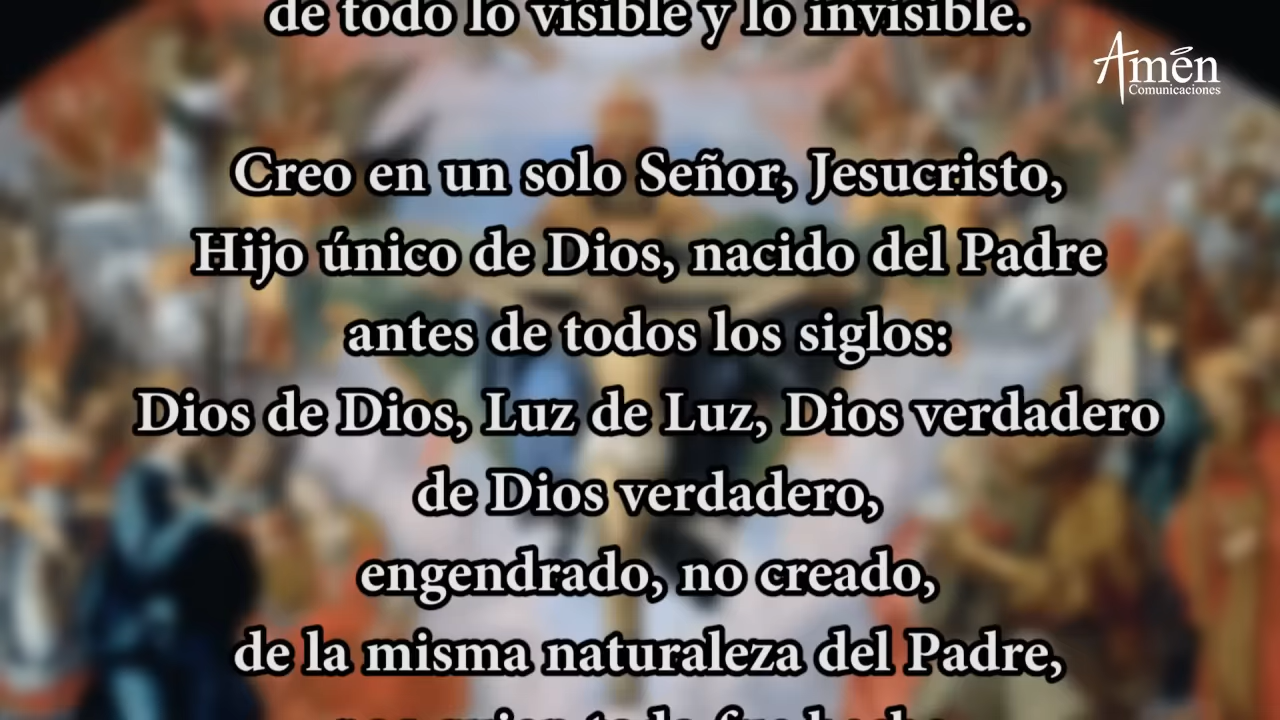 de todo lo visible y lo invisible.
Amén
Comunicaciones
Creo en un solo Señor, Jesucristo,
Hijo único de Dios, nacido del Padre
antes de todos los siglos:
Dios de Dios, Luz de Luz, Dios verdadero
de Dios verdadero,
engendrado, no creado,
de la misma naturaleza del Padre,